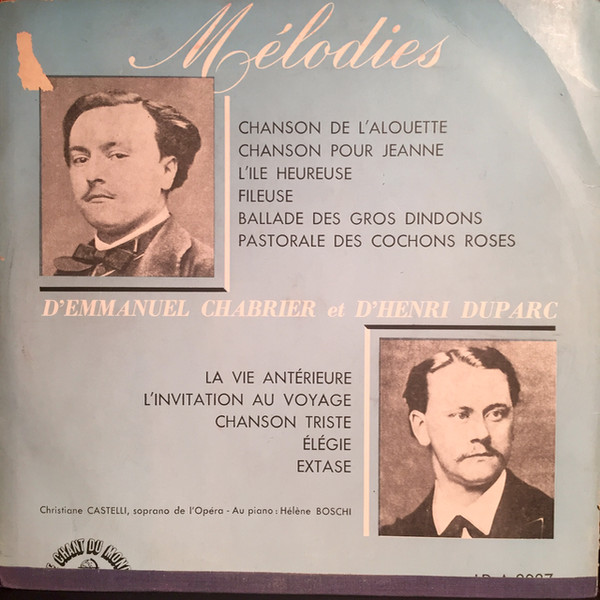 Mélodies
CHANSON DE L'ALOUETTE
CHANSON POUR JEANNE
L'ILE HEUREUSE
FILEUSE
BALLADE DES GROS DINDONS
PASTORALE DES COCHONS ROSES
D'EMMANUEL CHABRIER et D'HENRI DUPARC
LA VIE ANTÉRIEURE
L'INVITATION AU VOYAGE
CHANSON TRISTE
ÉLÉGIE
EXTASE
Christiane CASTELLI, soprano de l'Opéra - Au piano : Hélène BOSCHI
CHANT DU